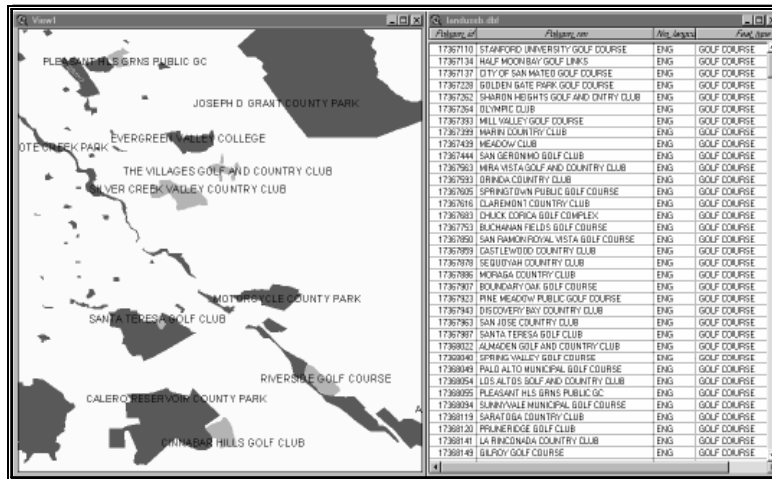 View1
PLEASANT HLS GRNS PUBLIC GC
JOSEPH D GRANT COUNTY PARK
EVERGREEN VALLEY COLLEGE
OTE CREEK PARK
THE VILLAGES GOLF AND COUNTRY CLUB
SILVER CREEK VALLEY COUNTRY CLUB
MOTORCYCLE COUNTY PARK
SANTA TERESA GOLF CLUB
RIVERSIDE GOLF COURSE
CALERO RESERVOIR COUNTY PARK
A
CINNABAR HILLS GOLF CLUB
landuseb.dbf
Polygon_id Polygon_nm Nm_langcd Feat_type
17367110 STANFORD UNIVERSITY GOLF COURSE ENG GOLF COURSE
17367134 HALF MOON BAY GOLF LINKS ENG GOLF COURSE
17367137 CITY OF SAN MATEO GOLF COURSE ENG GOLF COURSE
17367228 GOLDEN GATE PARK GOLF COURSE ENG GOLF COURSE
17367262 SHARON HEIGHTS GOLF AND CNTRY CLUB ENG GOLF COURSE
17367264 OLYMPIC CLUB ENG GOLF COURSE
17367393 MILL VALLEY GOLF COURSE ENG GOLF COURSE
17367399 MARIN COUNTRY CLUB ENG GOLF COURSE
17367439 MEADOW CLUB ENG GOLF COURSE
17367444 SAN GERONIMO GOLF CLUB ENG GOLF COURSE
17367563 MIRA VISTA GOLF AND COUNTRY CLUB ENG GOLF COURSE
17367593 ORINDA COUNTRY CLUB ENG GOLF COURSE
17367605 SPRINGTOWN PUBLIC GOLF COURSE ENG GOLF COURSE
17367616 CLAREMONT COUNTRY CLUB ENG GOLF COURSE
17367683 CHUCK CORICA GOLF COMPLEX ENG GOLF COURSE
17367753 BUCHANAN FIELDS GOLF COURSE ENG GOLF COURSE
17367850 SAN RAMON ROYAL VISTA GOLF COURSE ENG GOLF COURSE
17367859 CASTLEWOOD COUNTRY CLUB ENG GOLF COURSE
17367878 SEQUOYAH COUNTRY CLUB ENG GOLF COURSE
17367886 MORAGA COUNTRY CLUB ENG GOLF COURSE
17367907 BOUNDARY OAK GOLF COURSE ENG GOLF COURSE
17367923 PINE MEADOW PUBLIC GOLF COURSE ENG GOLF COURSE
17367943 DISCOVERY BAY COUNTRY CLUB ENG GOLF COURSE
17367963 SAN JOSE COUNTRY CLUB ENG GOLF COURSE
17367987 SANTA TERESA GOLF CLUB ENG GOLF COURSE
17368022 ALMADEN GOLF AND COUNTRY CLUB ENG GOLF COURSE
17368040 SPRING VALLEY GOLF COURSE ENG GOLF COURSE
17368049 PALO ALTO MUNICIPAL GOLF COURSE ENG GOLF COURSE
17368054 LOS ALTOS GOLF AND COUNTRY CLUB ENG GOLF COURSE
17368055 PLEASANT HLS GRNS PUBLIC GC ENG GOLF COURSE
17368094 SUNNYVALE MUNICIPAL GOLF COURSE ENG GOLF COURSE
17368119 SARATOGA COUNTRY CLUB ENG GOLF COURSE
17368120 PRUNERIDGE GOLF CLUB ENG GOLF COURSE
17368141 LA RINCONADA COUNTRY CLUB ENG GOLF COURSE
17368149 GILROY GOLF COURSE ENG GOLF COURSE